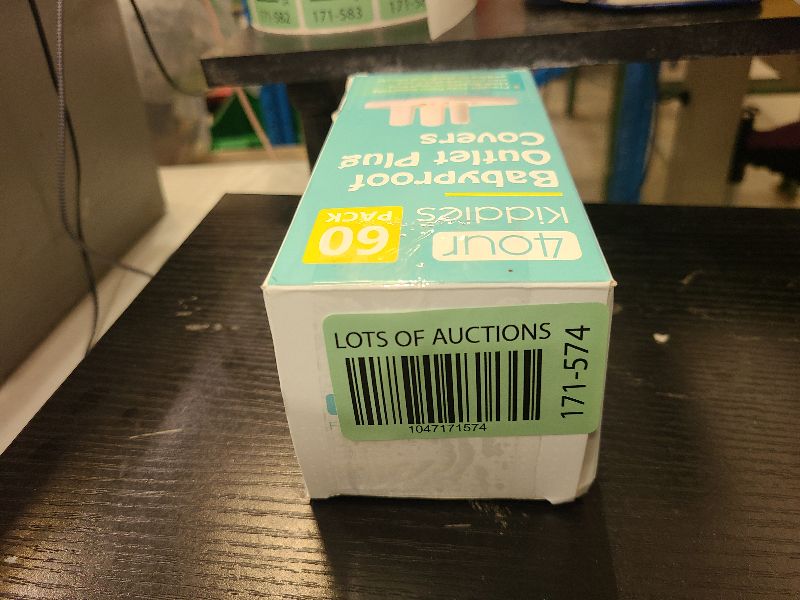 171-582
171-583
4our
Kiddies
60
PACK
Babyproof
Outlet Plug
Covers
LOTS OF AUCTIONS
1047171574
171-574